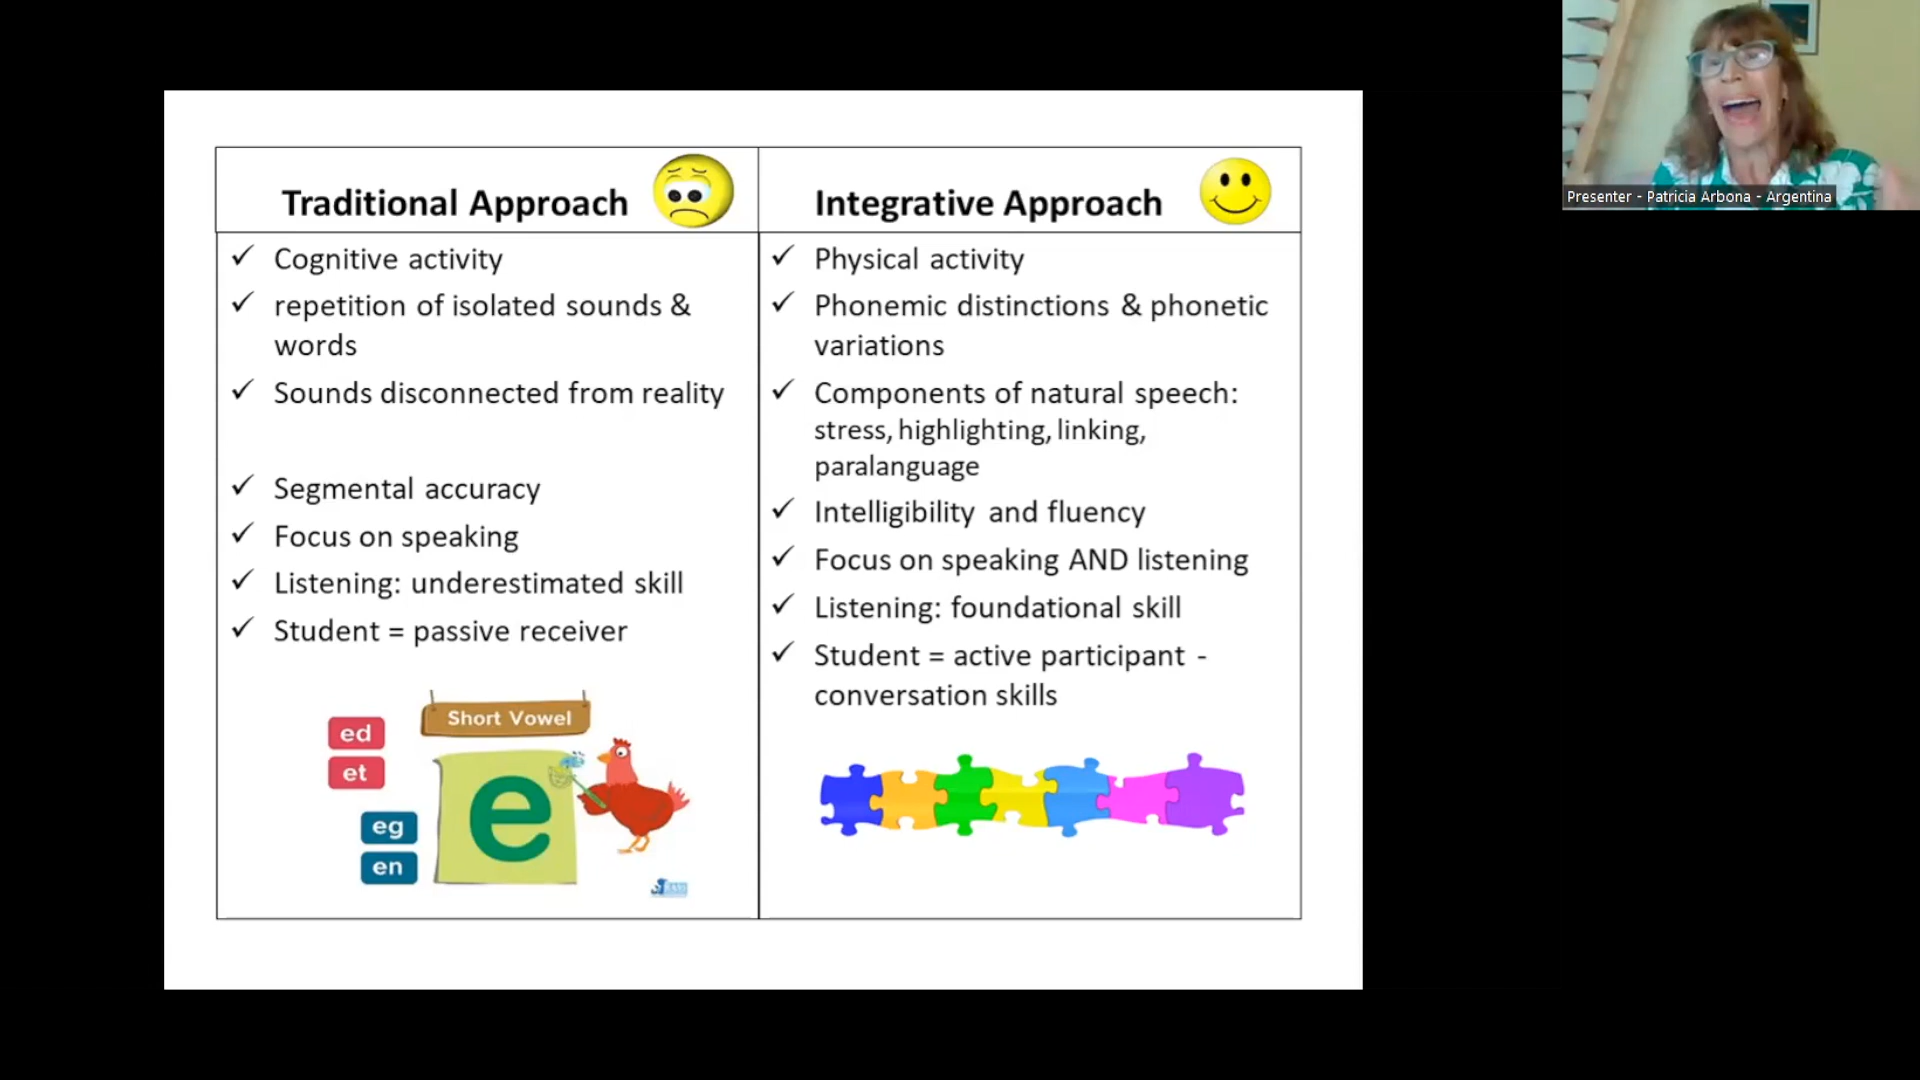 Traditional Approach
Cognitive activity
repetition of isolated sounds &
words
Sounds disconnected from reality
Segmental accuracy
Focus on speaking
Listening: underestimated skill
Student = passive receiver
Short Vowel
ed
et
eg
en
e
Integrative Approach
Physical activity
Phonemic distinctions & phonetic
variations
Components of natural speech:
stress, highlighting, linking,
paralanguage
Intelligibility and fluency
Focus on speaking AND listening
Listening: foundational skill
Student = active participant -
conversation skills
Presenter - Patricia Arbona - Argentina